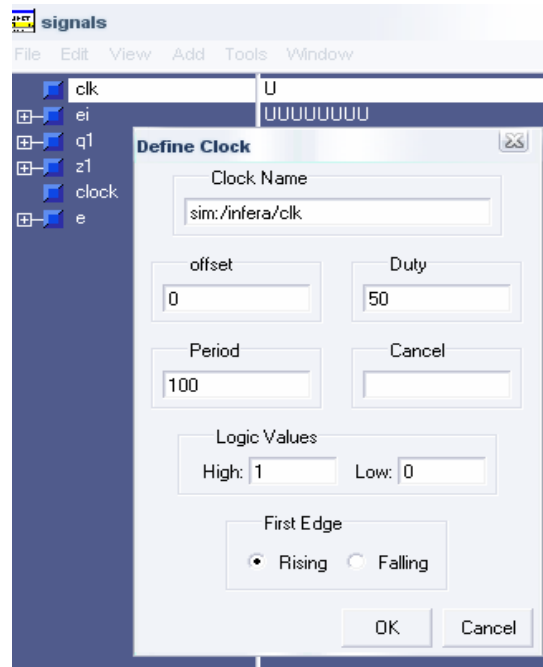 signals
File Edit View Add Tools Window
clk U
ei UUUUUUUU
q1
z1
clock
e
Define Clock
Clock Name
sim:/infera/clk
offset Duty
0 50
Period Cancel
100
Logic Values
High: 1 Low: 0
First Edge
Rising Falling
OK Cancel